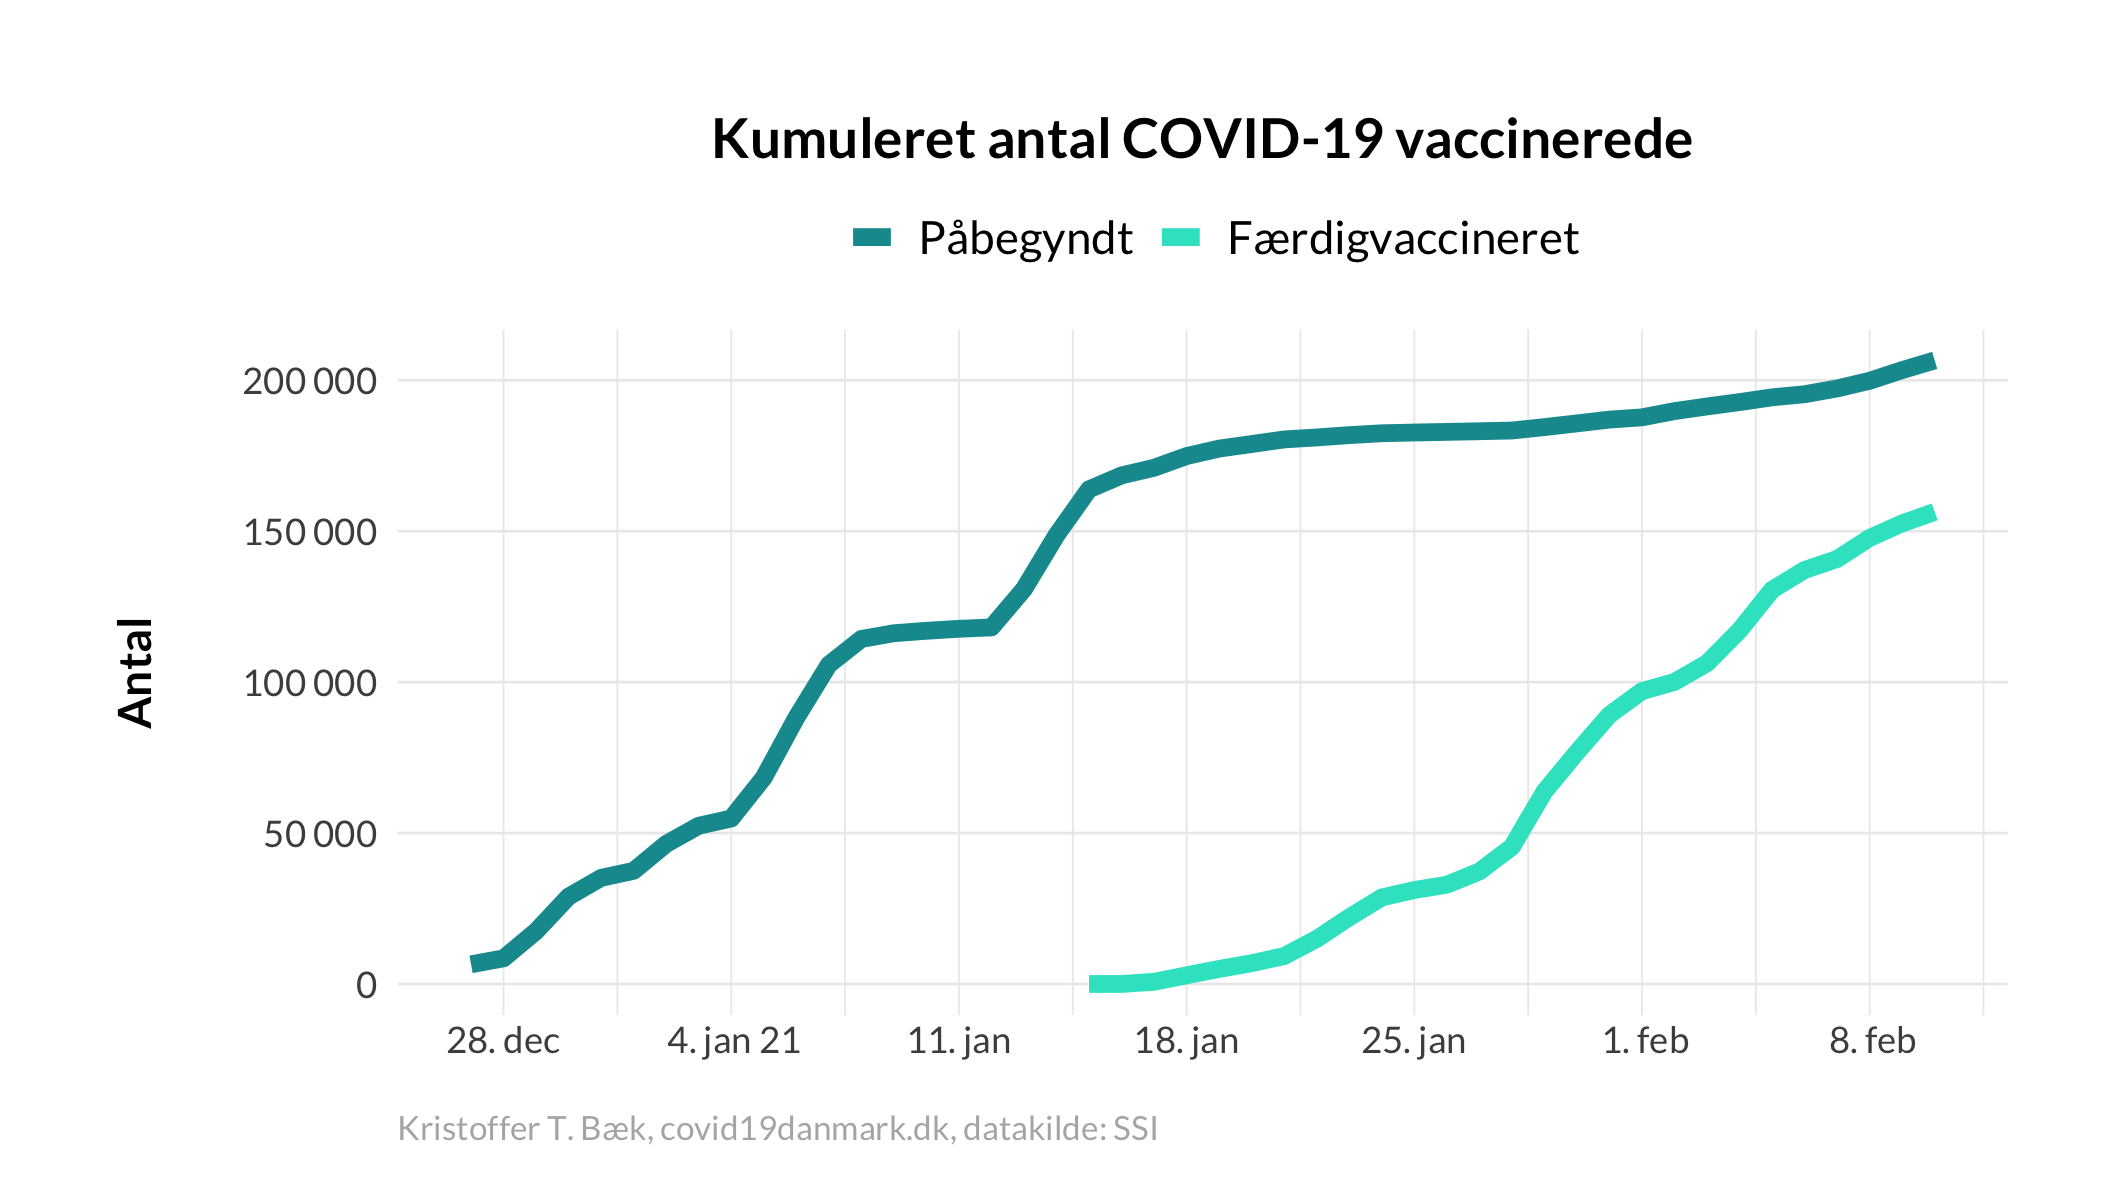 Kumuleret antal COVID-19 vaccinerede
Påbegyndt Færdigvaccineret
Antal
200 000
150 000
100 000
50 000
0
28. dec 4. jan 21 11. jan 18. jan 25. jan 1. feb 8. feb
Kristoffer T. Bæk, covid19danmark.dk, datakilde: SSI